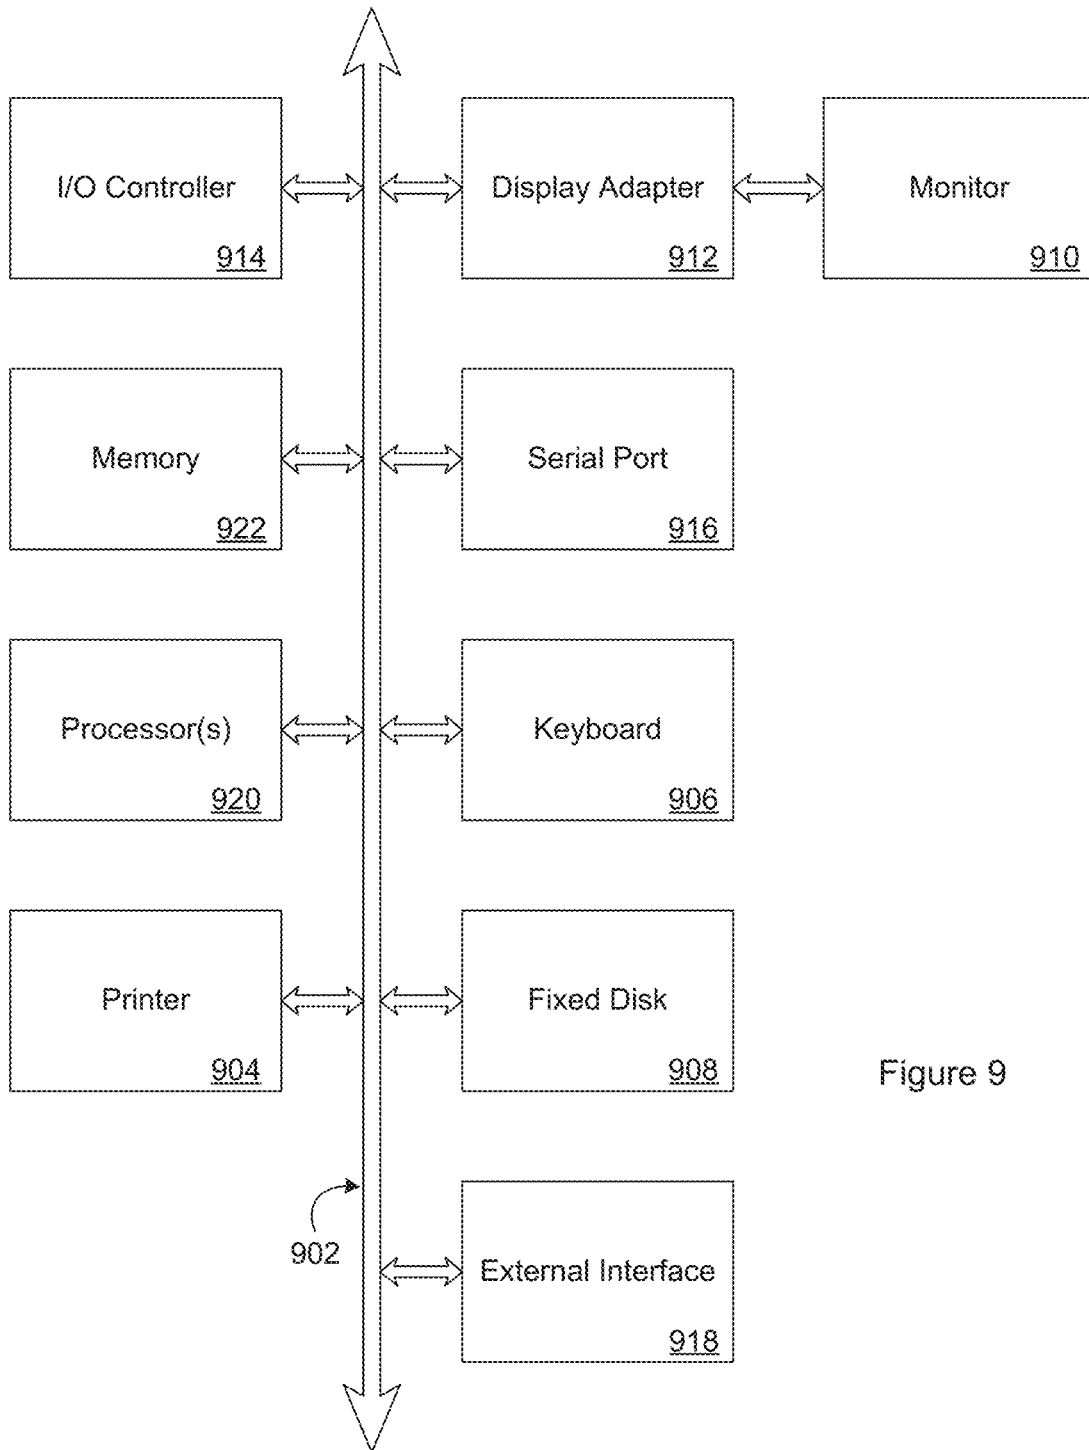 I/O Controller
914
Display Adapter
912
Monitor
910
Memory
922
Serial Port
916
Processor(s)
920
Keyboard
906
Printer
904
Fixed Disk
908
Figure 9
902
External Interface
918